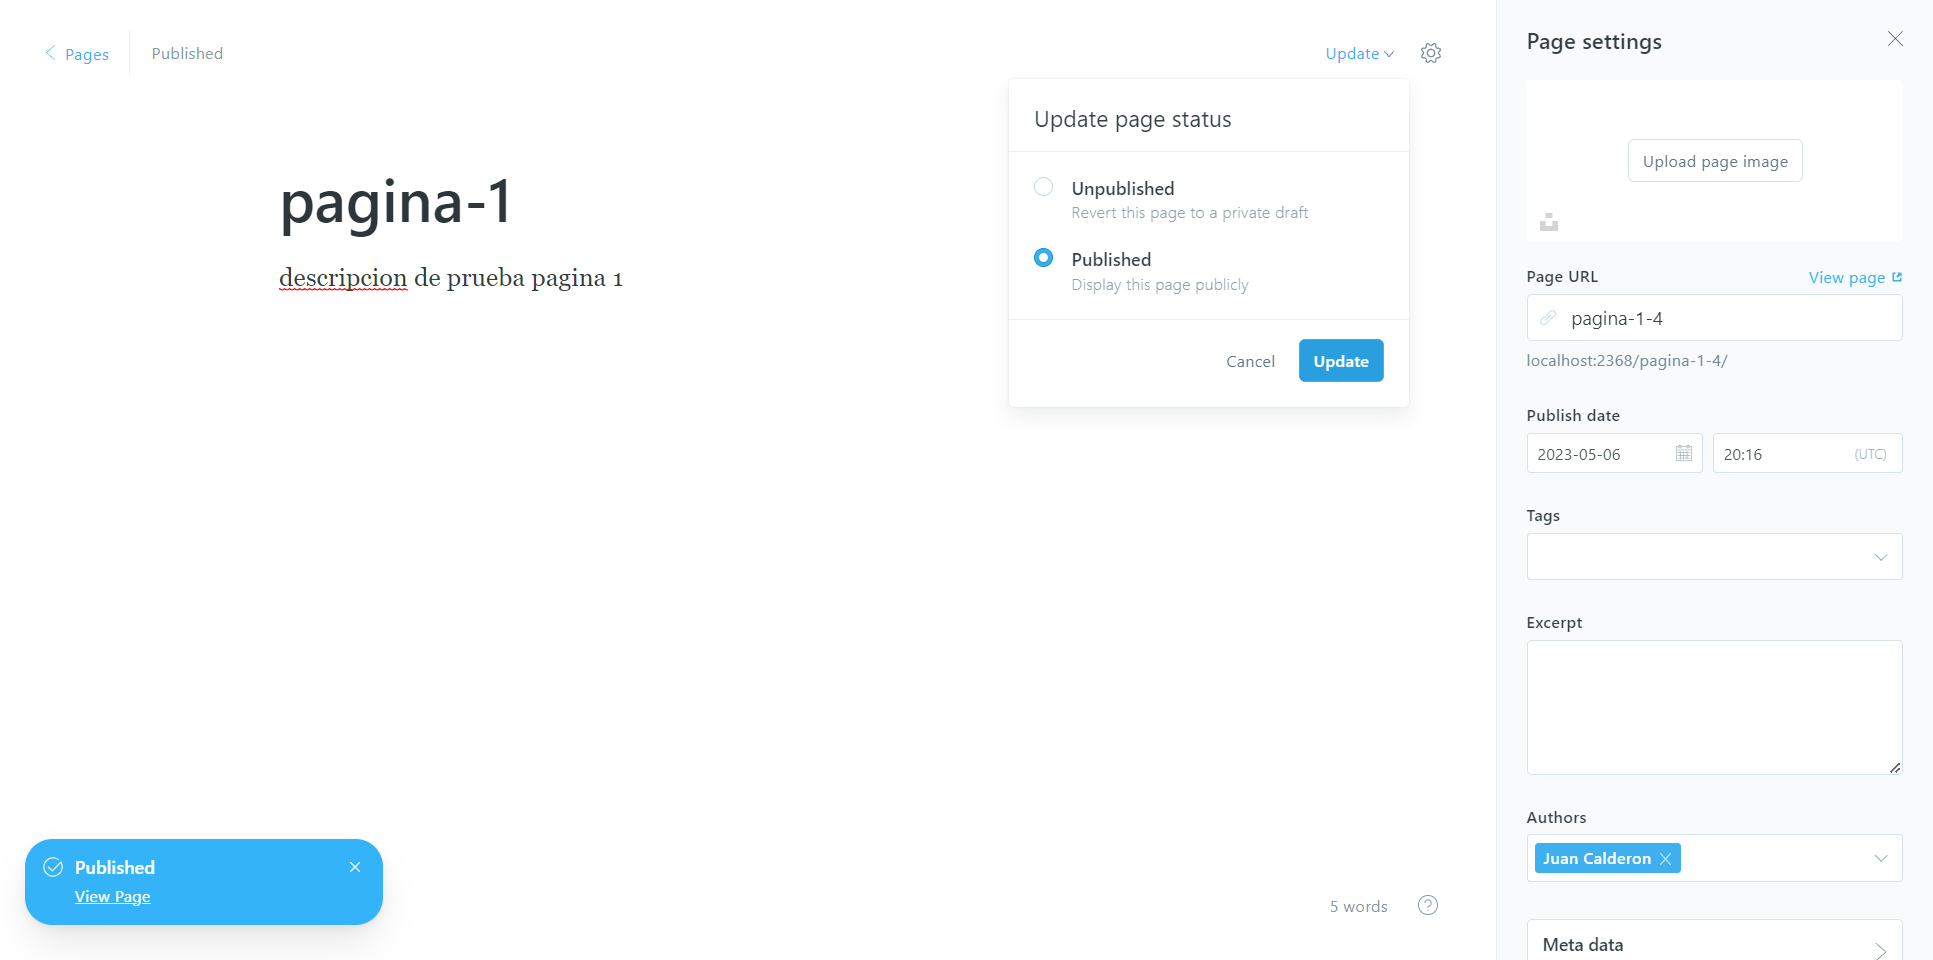 Pages
Published
Update
pagina-1
descripcion de prueba pagina 1
Update page status
Unpublished
Revert this page to a private draft
Published
Display this page publicly
Cancel
Update
Published
View Page
5 words
?
Page settings
Upload page image
Page URL
View page
pagina-1-4
localhost:2368/pagina-1-4/
Publish date
2023-05-06
20:16
(UTC)
Tags
Excerpt
Authors
Juan Calderon
Meta data